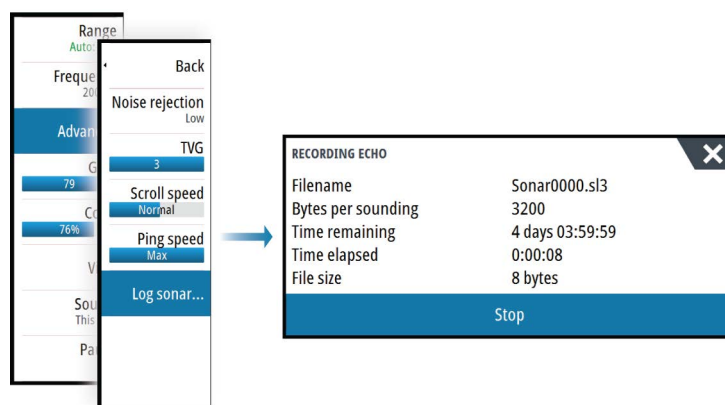 Range
Auto:
Back
Noise rejection
Low
TVG
3
79
Scroll speed
Normal
76%
Ping speed
Max
Log sonar...
This
RECORDING ECHO
Filename Sonar0000.sl3
Bytes per sounding 3200
Time remaining 4 days 03:59:59
Time elapsed 0:00:08
File size 8 bytes
Stop